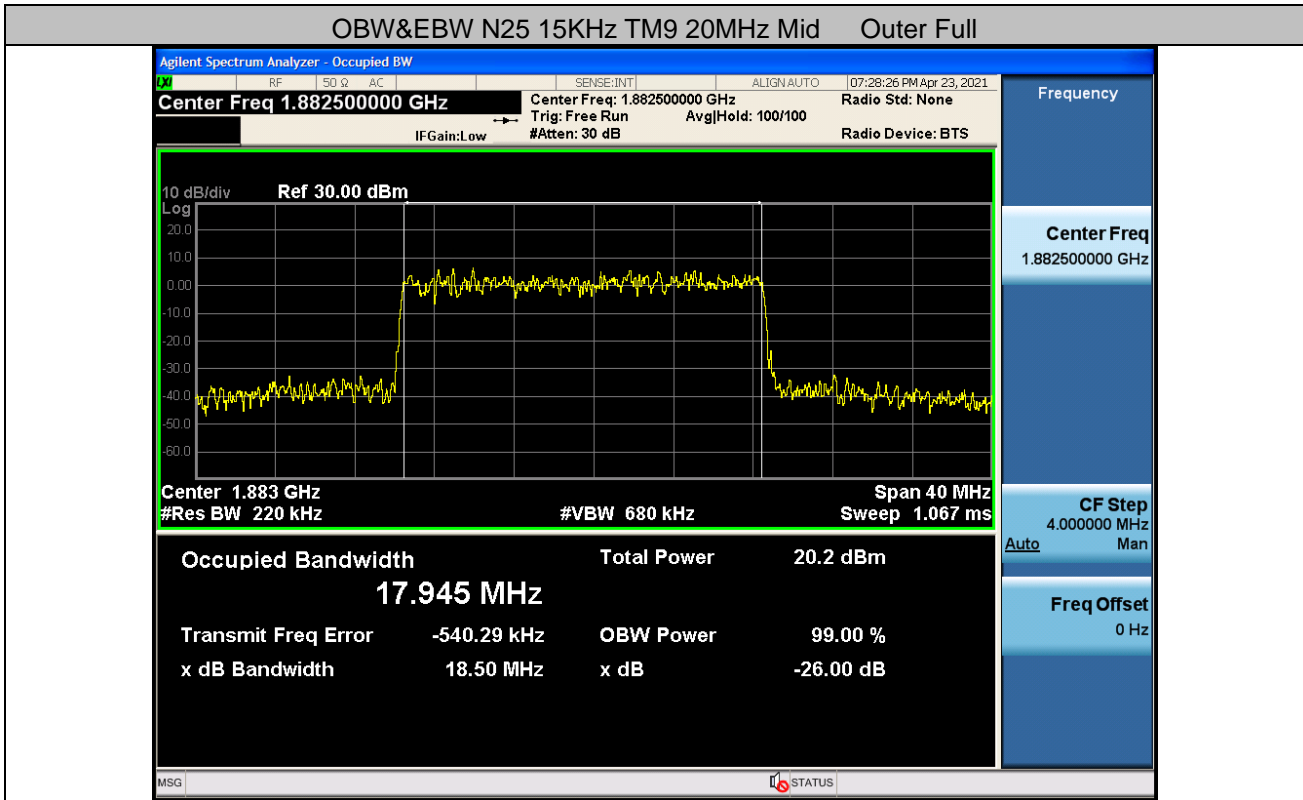 OBW&EBW N25 15KHz TM9 20MHz Mid Outer Full
Agilent Spectrum Analyzer - Occupied BW
LXI RF 50 Ω AC SENSE:INT ALIGN AUTO 07:28:26 PM Apr 23, 2021
Center Freq 1.882500000 GHz
Center Freq: 1.882500000 GHz Radio Std: None
Trig: Free Run Avg|Hold: 100/100
IFGain:Low #Atten: 30 dB Radio Device: BTS
Frequency
10 dB/div Ref 30.00 dBm
Log
20.0
10.0
0.00
-10.0
-20.0
-30.0
-40.0
-50.0
-60.0
Center 1.883 GHz Span 40 MHz
#Res BW 220 kHz #VBW 680 kHz Sweep 1.067 ms
Occupied Bandwidth Total Power 20.2 dBm
17.945 MHz
Transmit Freq Error -540.29 kHz OBW Power 99.00 %
x dB Bandwidth 18.50 MHz x dB -26.00 dB
Center Freq
1.882500000 GHz
CF Step
4.000000 MHz
Auto Man
Freq Offset
0 Hz
MSG STATUS